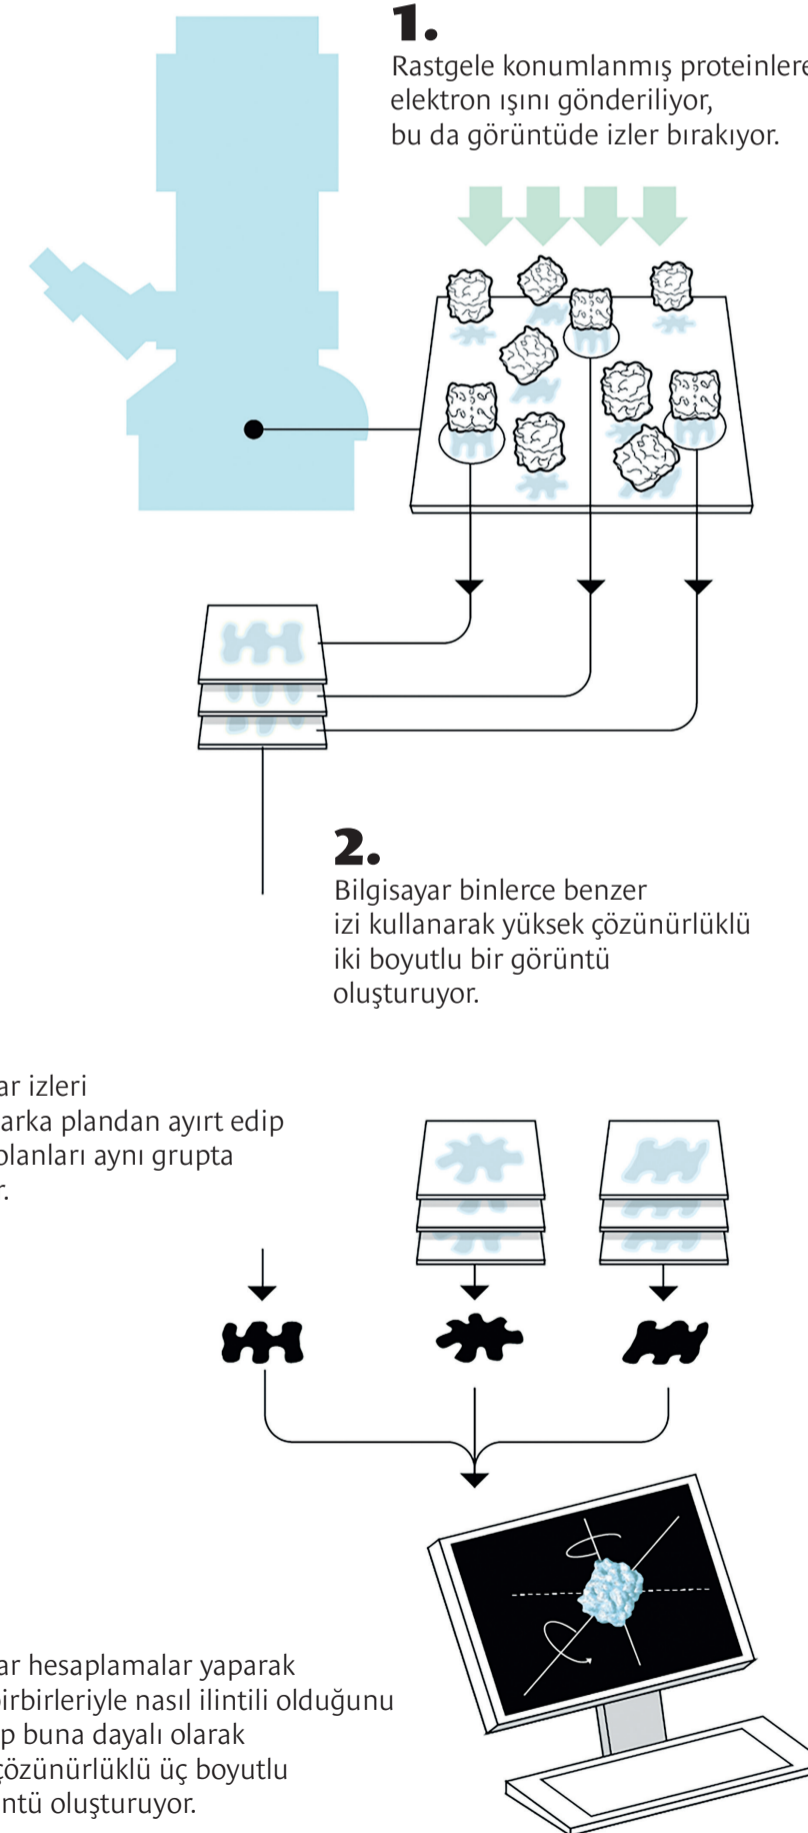 1.
Rastgele konumlanmış proteinlere
elektron ışını gönderiliyor,
bu da görüntüde izler bırakıyor.
2.
Bilgisayar binlerce benzer
izi kullanarak yüksek çözünürlüklü
iki boyutlu bir görüntü
oluşturuyor.
ar izleri
arka plandan ayırt edip
olanları aynı grupta
r.
ar hesaplamalar yaparak
birbirleriyle nasıl ilintili olduğunu
p buna dayalı olarak
çözünürlüklü üç boyutlu
ntü oluşturuyor.